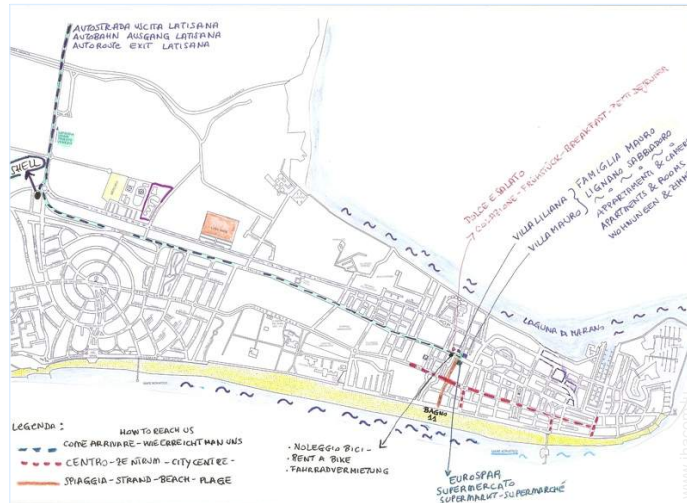 AUTOSTRADA USCITA LATISANA
AUTOBAHN AUSGANG LATISANA
AUTOROUTE EXIT LATISANA
SHELL
DOLCE E SALATO
→ COLAZIONE - FRÜHSTÜCK - BREAKFAST - PETIT DEJEUNER
VILLA LILIANA
VILLA MAURO
FAMIGLIA MAURO
LIGNANO SABBIADORO
APPARTAMENTI & CAMERE
APARTMENTS & ROOMS
WOHNUNGEN &
LAGUNA DI MARANO
BAGNO
11
LEGENDA:
HOW TO REACH US
COME ARRIVARE - WIE ERREICHT MAN UNS
CENTRO - ZENTRUM - CITY CENTRE -
SPIAGGIA - STRAND - BEACH - PLAGE
. NOLEGGIO BICI -
. RENT A BIKE
. FAHRRADVERMIETUNG
EUROSPAR
SUPERMERCATO
SUPERMARKT - SUPERMARCHÉ